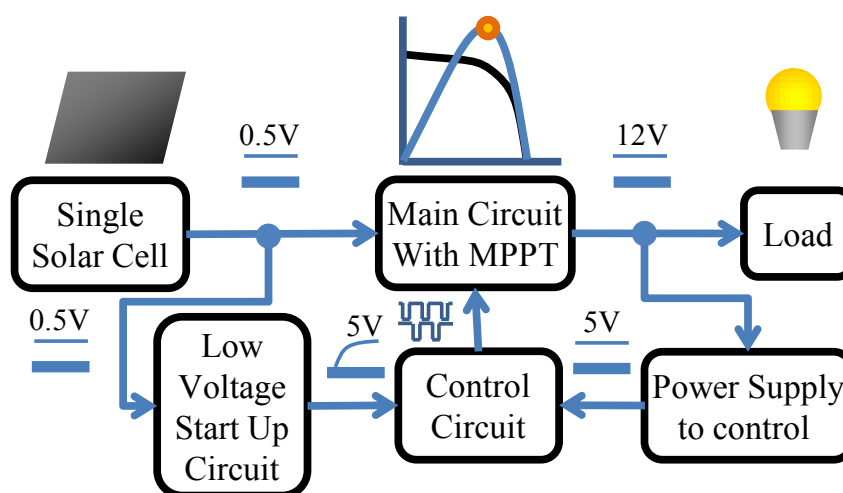 0.5V
12V
Single
Solar Cell
Main Circuit
With MPPT
Load
0.5V
Low
Voltage
Start Up
Circuit
5V
Control
Circuit
5V
Power Supply
to control